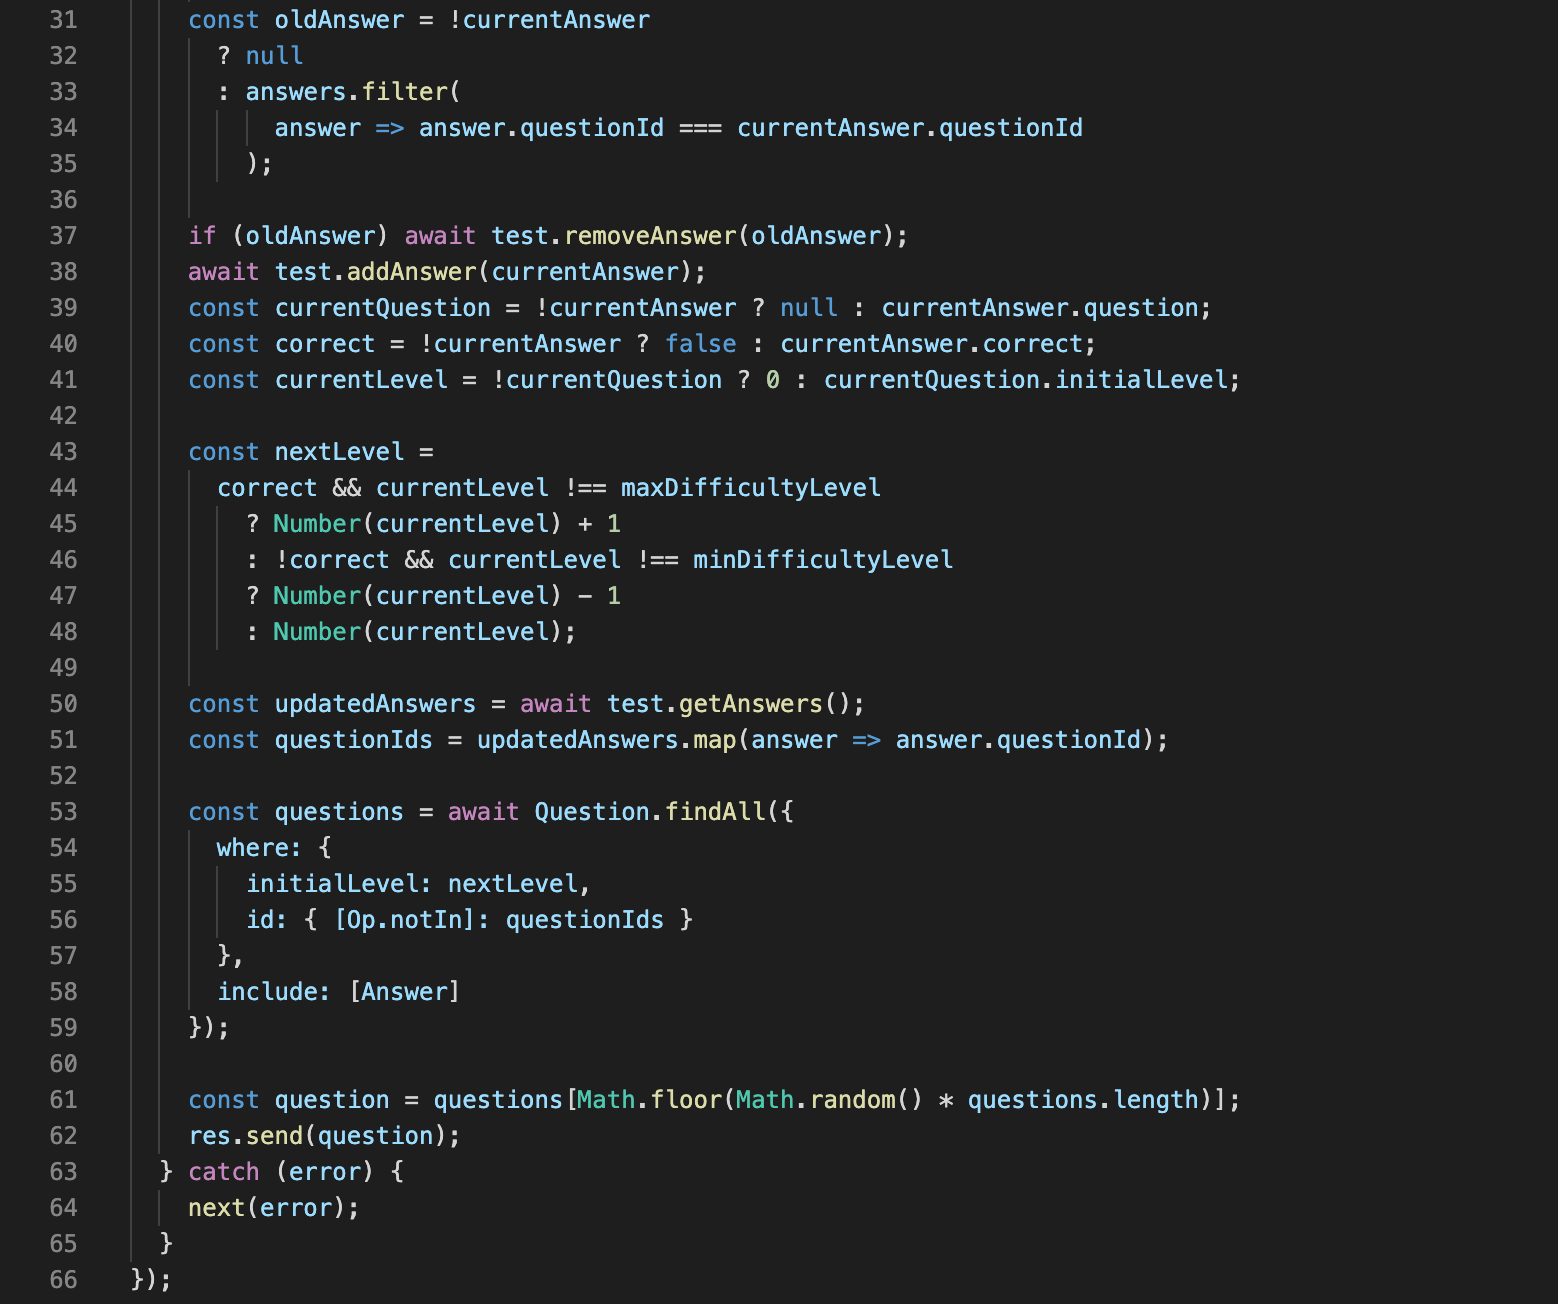 31 const oldAnswer = !currentAnswer
32 ? null
33 : answers.filter(
34 answer => answer.questionId === currentAnswer.questionId
35 );
36
37 if (oldAnswer) await test.removeAnswer(oldAnswer);
38 await test.addAnswer(currentAnswer);
39 const currentQuestion = !currentAnswer ? null : currentAnswer.question;
40 const correct = !currentAnswer ? false : currentAnswer.correct;
41 const currentLevel = !currentQuestion ? 0 : currentQuestion.initialLevel;
42
43 const nextLevel =
44 correct && currentLevel !== maxDifficultyLevel
45 ? Number(currentLevel) + 1
46 : !correct && currentLevel !== minDifficultyLevel
47 ? Number(currentLevel) - 1
48 : Number(currentLevel);
49
50 const updatedAnswers = await test.getAnswers();
51 const questionIds = updatedAnswers.map(answer => answer.questionId);
52
53 const questions = await Question.findAll({
54 where: {
55 initialLevel: nextLevel,
56 id: { [Op.notIn]: questionIds }
57 },
58 include: [Answer]
59 });
60
61 const question = questions[Math.floor(Math.random() * questions.length)];
62 res.send(question);
63 } catch (error) {
64 next(error);
65 }
66 });